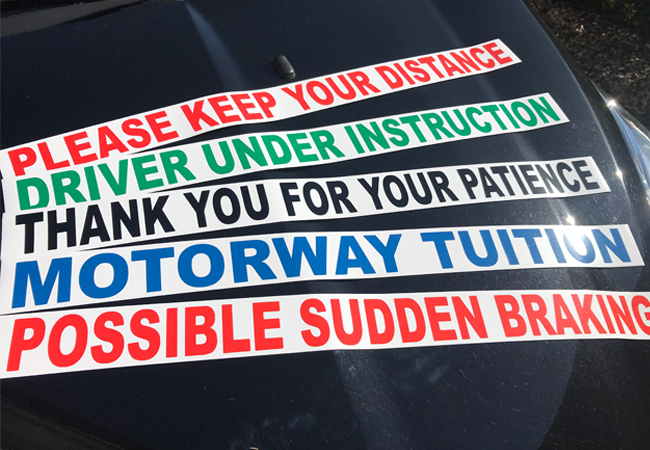 PLEASE KEEP YOUR DISTANCE
DRIVER UNDER INSTRUCTION
THANK YOU FOR YOUR PATIENCE
MOTORWAY TUITION
POSSIBLE SUDDEN BRAKING